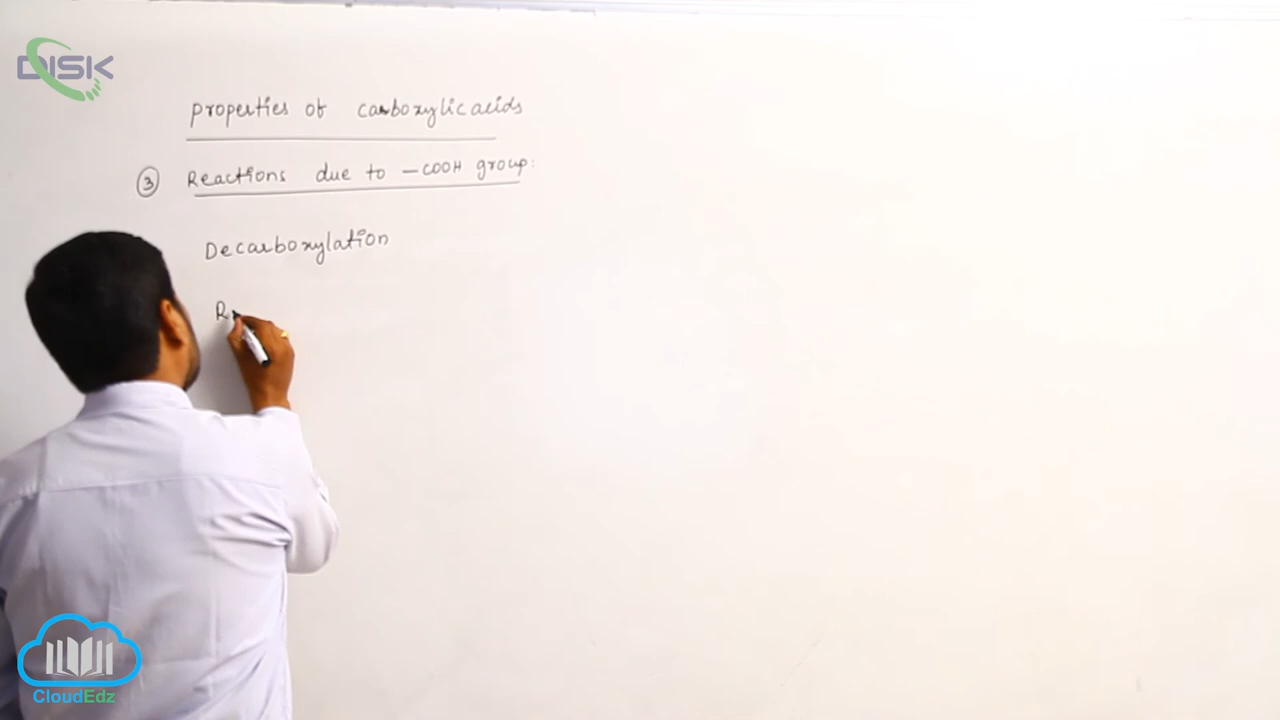 DISK
properties of carboxylic acids
③ Reactions due to -COOH group:
Decarboxylation
R
CloudEdz